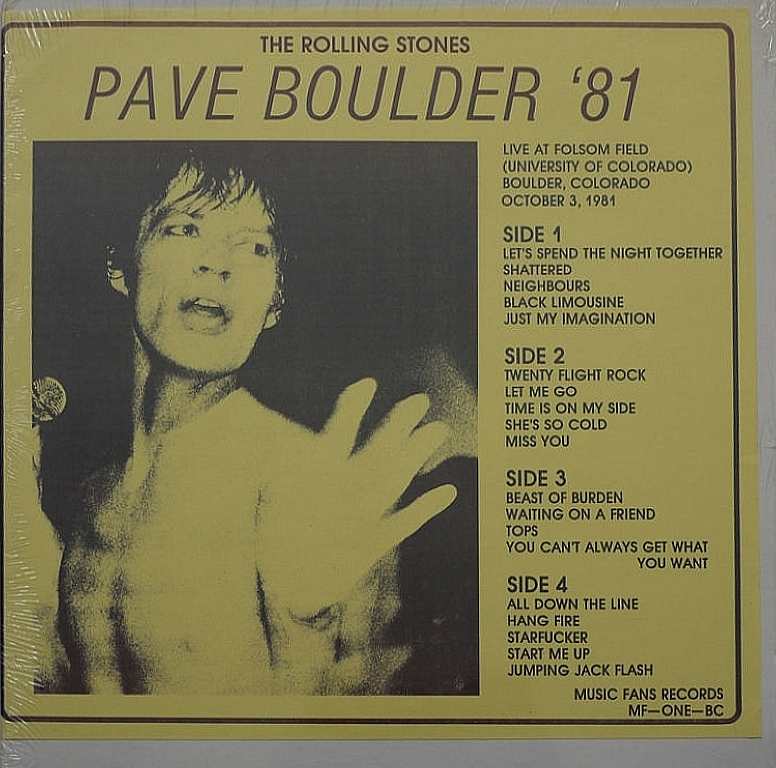 THE ROLLING STONES
PAVE BOULDER '81
LIVE AT FOLSOM FIELD
(UNIVERSITY OF COLORADO)
BOULDER, COLORADO
OCTOBER 3, 1981
SIDE 1
LET'S SPEND THE NIGHT TOGETHER
SHATTERED
NEIGHBOURS
BLACK LIMOUSINE
JUST MY IMAGINATION
SIDE 2
TWENTY FLIGHT ROCK
LET ME GO
TIME IS ON MY SIDE
SHE'S SO COLD
MISS YOU
SIDE 3
BEAST OF BURDEN
WAITING ON A FRIEND
TOPS
YOU CAN'T ALWAYS GET WHAT
YOU WANT
SIDE 4
ALL DOWN THE LINE
HANG FIRE
STARFUCKER
START ME UP
JUMPING JACK FLASH
MUSIC FANS RECORDS
MF—ONE—BC